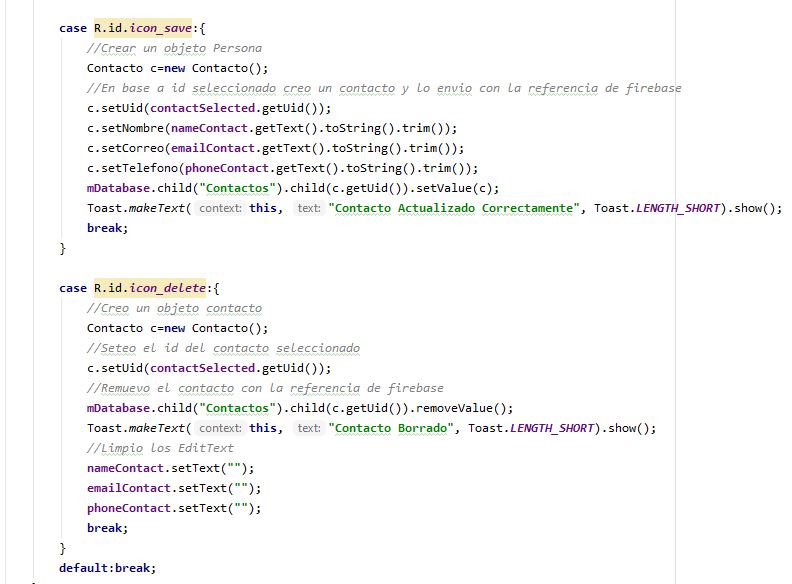 case R.id.icon_save:{
//Crear un objeto Persona
Contacto c=new Contacto();
//En base a id seleccionado creo un contacto y lo envio con la referencia de firebase
c.setUid(contactSelected.getUid());
c.setNombre(nameContact.getText().toString().trim());
c.setCorreo(emailContact.getText().toString().trim());
c.setTelefono(phoneContact.getText().toString().trim());
mDatabase.child("Contactos").child(c.getUid()).setValue(c);
Toast.makeText( context: this, text: "Contacto Actualizado Correctamente", Toast.LENGTH_SHORT).show();
break;
}
case R.id.icon_delete:{
//Creo un objeto contacto
Contacto c=new Contacto();
//Seteo el id del contacto seleccionado
c.setUid(contactSelected.getUid());
//Remuevo el contacto con la referencia de firebase
mDatabase.child("Contactos").child(c.getUid()).removeValue();
Toast.makeText( context: this, text: "Contacto Borrado", Toast.LENGTH_SHORT).show();
//Limpio los EditText
nameContact.setText("");
emailContact.setText("");
phoneContact.setText("");
break;
}
default:break;